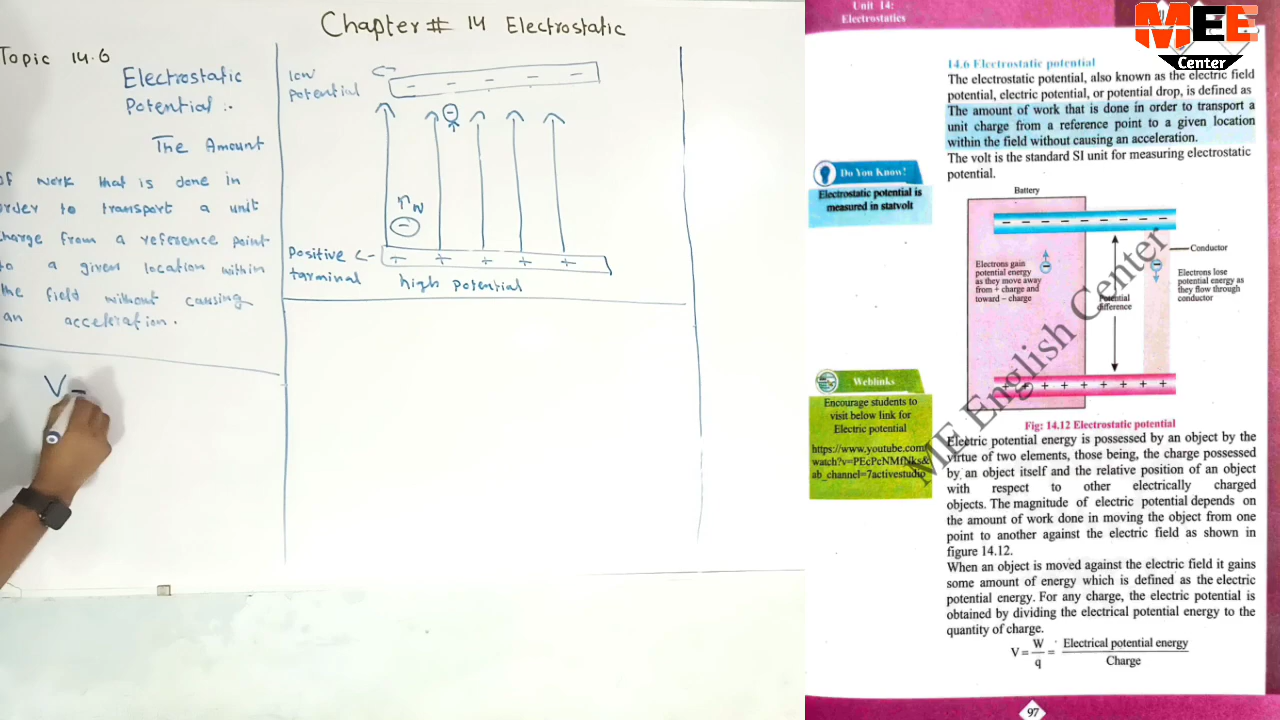 Chapter # 14 Electrostatic
Topic 14.6
Electrostatic
Potential :-
The Amount
of work that is done in
order to transport a unit
charge from a reference point
to a given location within
the field without causing
an acceleration.
V=
low
Potential
Positive
tarminal
high Potential
W
Unit 14:
Electrostatics
MEE
Center
14.6 Electrostatic potential
The electrostatic potential, also known as the electric field
potential, electric potential, or potential drop, is defined as
The amount of work that is done in order to transport a
unit charge from a reference point to a given location
within the field without causing an acceleration.
The volt is the standard SI unit for measuring electrostatic
potential.
Do You Know!
Electrostatic potential is
measured in statvolt
Battery
Conductor
Electrons gain
potential energy
as they move away
from + charge and
toward – charge
Potential
difference
Electrons lose
potential energy as
they flow through
conductor
Fig: 14.12 Electrostatic potential
Weblinks
Encourage students to
visit below link for
Electric potential
https://www.youtube.com/
watch?v=PEcPcNMfNks&
ab_channel=7activestudio
Electric potential energy is possessed by an object by the
virtue of two elements, those being, the charge possessed
by an object itself and the relative position of an object
with respect to other electrically charged
objects. The magnitude of electric potential depends on
the amount of work done in moving the object from one
point to another against the electric field as shown in
figure 14.12.
When an object is moved against the electric field it gains
some amount of energy which is defined as the electric
potential energy. For any charge, the electric potential is
obtained by dividing the electrical potential energy to the
quantity of charge.
V = W/q = Electrical potential energy / Charge
97
ME English Center